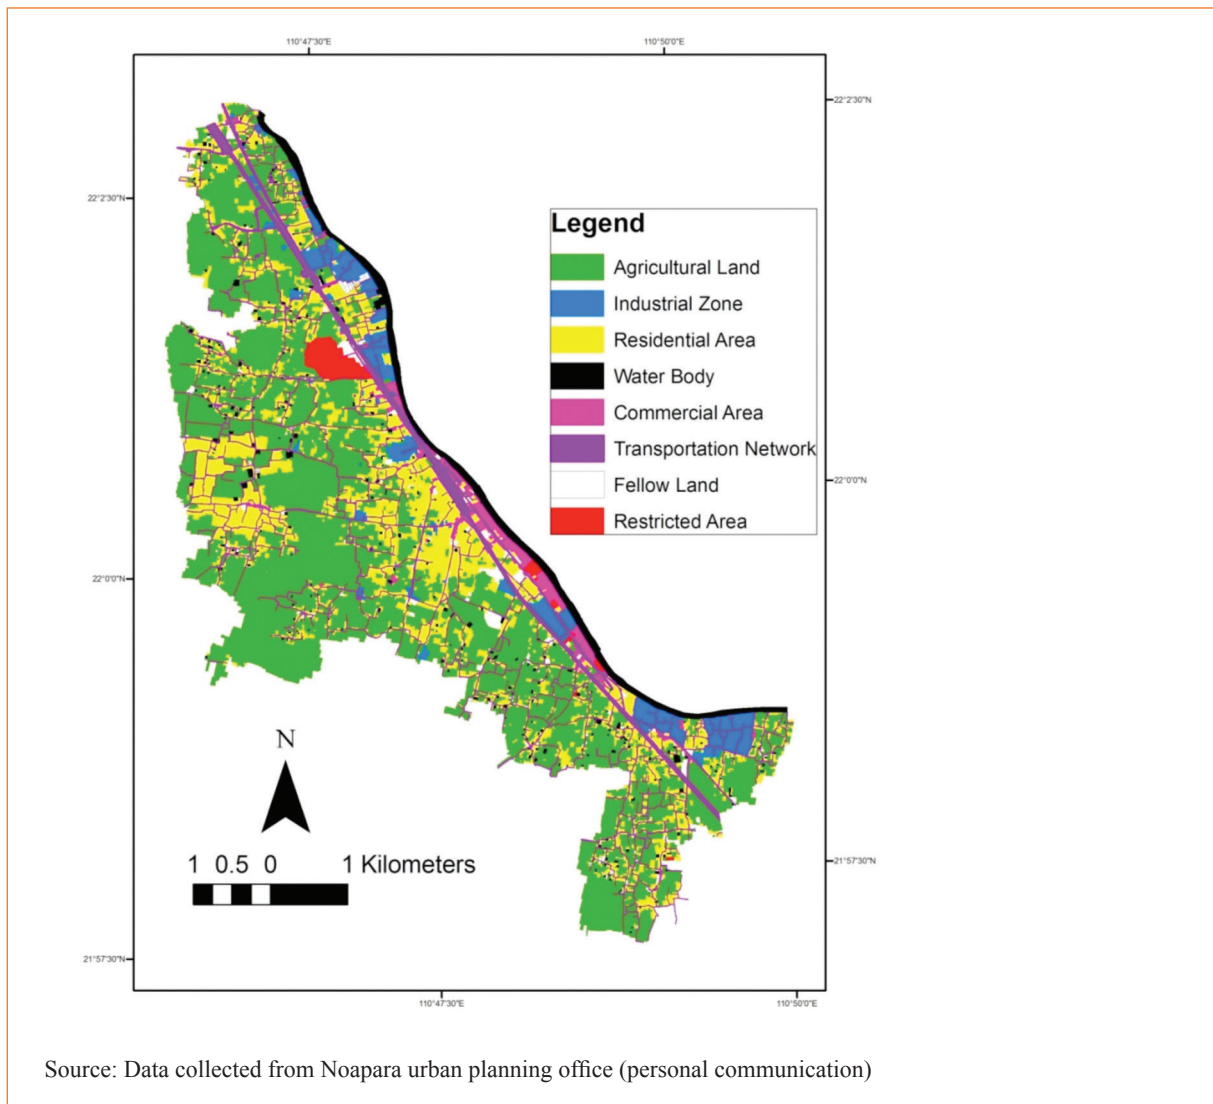 110°47'30"E 110°50'0"E
22°2'30"N
22°2'30"N
Legend
Agricultural Land
Industrial Zone
Residential Area
Water Body
Commercial Area
Transportation Network
Fellow Land
Restricted Area
22°0'0"N
22°0'0"N
N
1 0.5 0 1 Kilometers
21°57'30"N
21°57'30"N
110°47'30"E 110°50'0"E
Source: Data collected from Noapara urban planning office (personal communication)